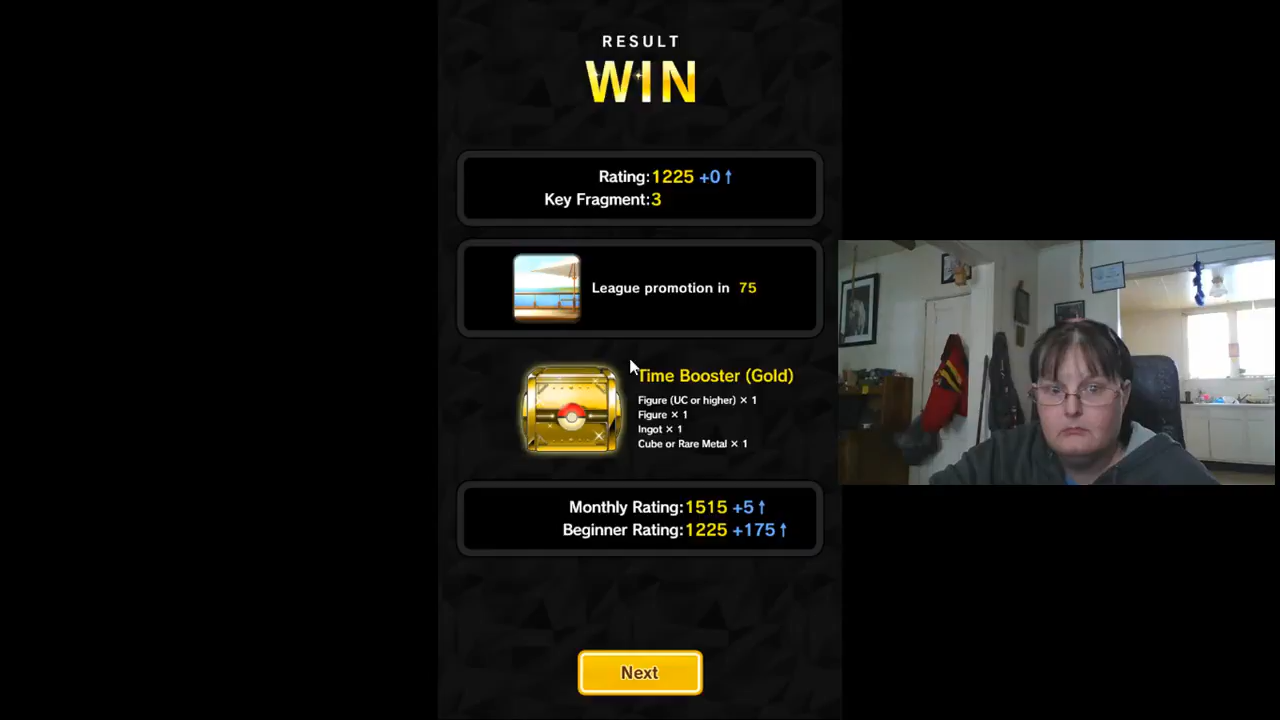 RESULT
WIN
Rating:1225 +0↑
Key Fragment:3
League promotion in 75
Time Booster (Gold)
Figure (UC or higher) × 1
Figure × 1
Ingot × 1
Cube or Rare Metal × 1
Monthly Rating:1515 +5↑
Beginner Rating:1225 +175↑
Next